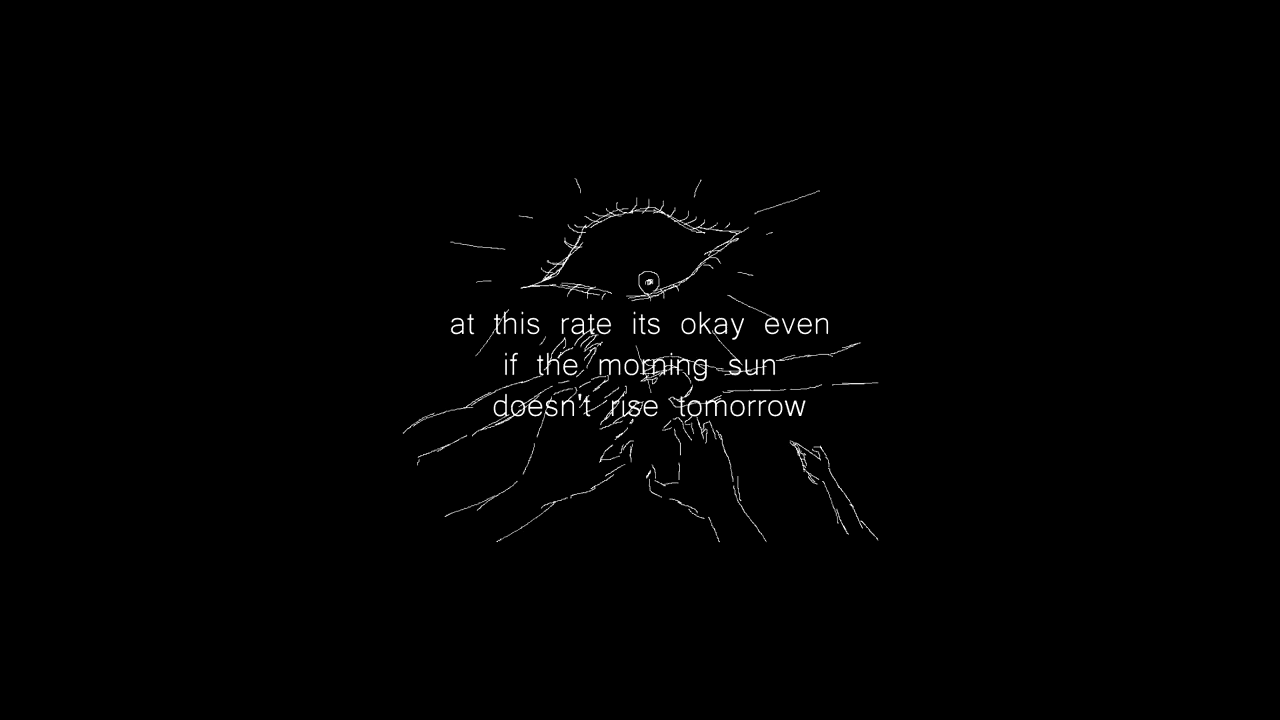 at this rate its okay even
if the morning sun
doesn't rise tomorrow